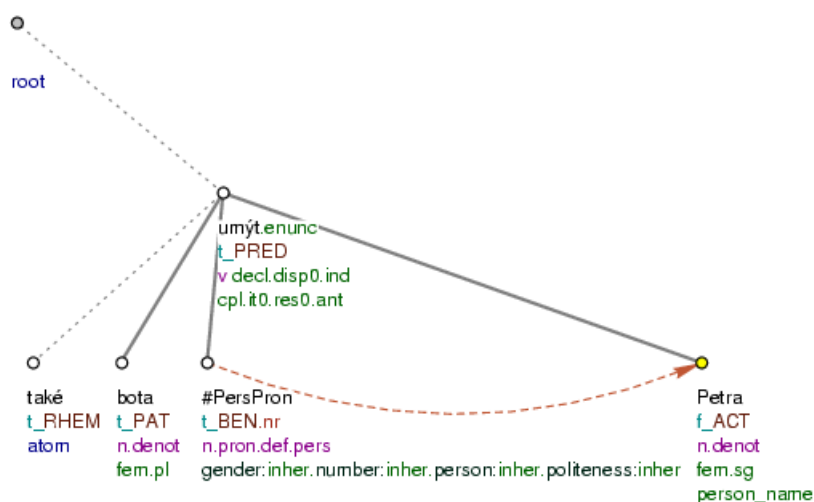 root
umýt.enunc
t_PRED
v decl.disp0.ind
cpl.it0.res0.ant
také
t_RHEM
atom
bota
t_PAT
n.denot
fem.pl
#PersPron
t_BEN.nr
n.pron.def.pers
gender:inher.number:inher.person:inher.politeness:inher
Petra
f_ACT
n.denot
fem.sg
person_name